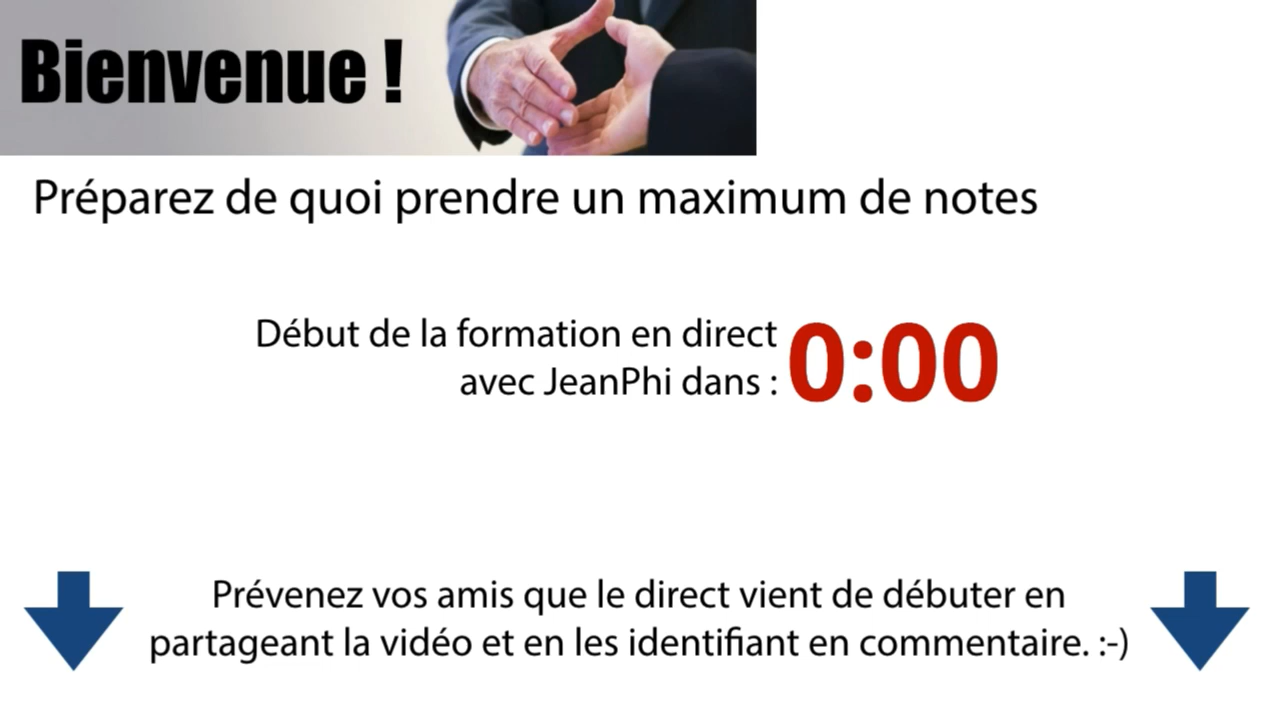 Bienvenue !
Préparez de quoi prendre un maximum de notes
Début de la formation en direct
avec JeanPhi dans :
0:00
Prévenez vos amis que le direct vient de débuter en
partageant la vidéo et en les identifiant en commentaire. :-)